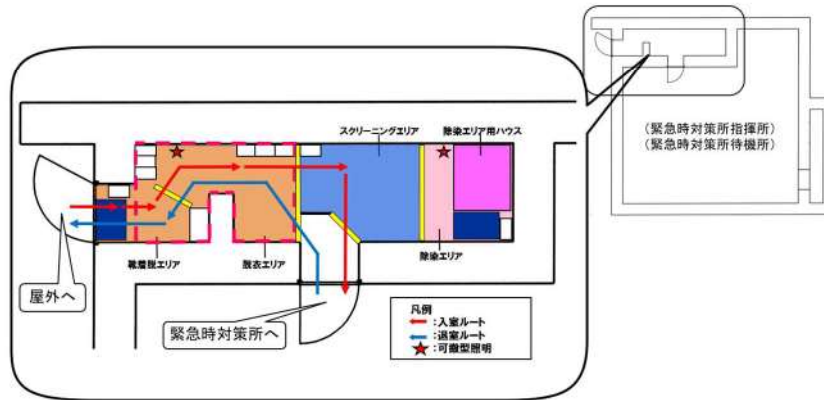 (緊急時対策所指揮所)
(緊急時対策所待機所)
スクリーニングエリア
除染エリア用ハウス
靴着脱エリア
脱衣エリア
除染エリア
屋外へ
緊急時対策所へ
凡例
:入室ルート
:退室ルート
:可搬型照明